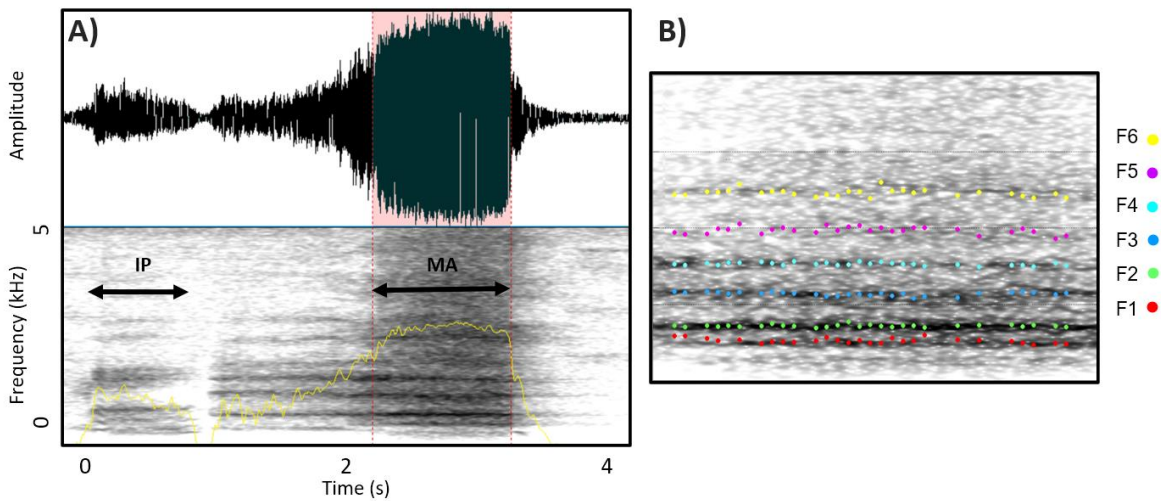 A)
B)
Amplitude
5
Frequency (kHz)
IP
MA
0
0
2
4
Time (s)
F6
F5
F4
F3
F2
F1